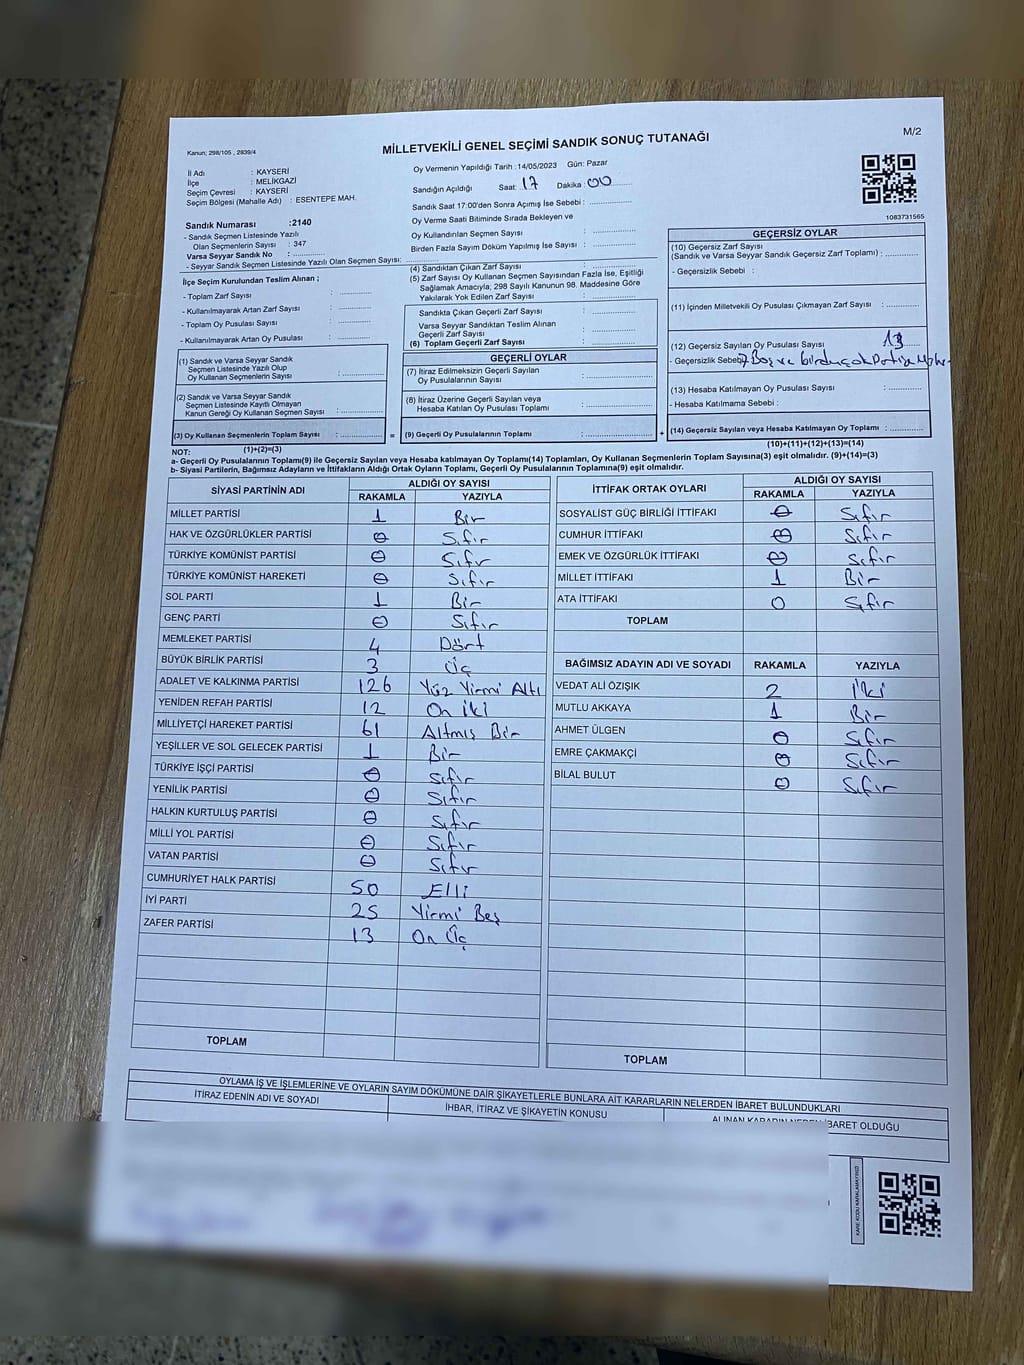 Kanun; 298/105 , 2839/4
MİLLETVEKİLİ GENEL SEÇİMİ SANDIK SONUÇ TUTANAĞI
M/2
İl Adı : KAYSERİ
İlçe : MELİKGAZİ
Seçim Çevresi : KAYSERİ
Seçim Bölgesi (Mahalle Adı) : ESENTEPE MAH.
Sandık Numarası :2140
- Sandık Seçmen Listesinde Yazılı
Olan Seçmenlerin Sayısı : 347
Varsa Seyyar Sandık No :
- Seyyar Sandık Seçmen Listesinde Yazılı Olan Seçmen Sayısı:
Oy Vermenin Yapıldığı Tarih :14/05/2023 Gün: Pazar
Sandığın Açıldığı Saat: 17 Dakika: 00
Sandık Saat 17:00'den Sonra Açımış İse Sebebi :
Oy Verme Saati Bitiminde Sırada Bekleyen ve
Oy Kullandırılan Seçmen Sayısı :
Birden Fazla Sayım Döküm Yapılmış İse Sayısı :
1083731565
İlçe Seçim Kurulundan Teslim Alınan ;
- Toplam Zarf Sayısı :
- Kullanılmayarak Artan Zarf Sayısı :
- Toplam Oy Pusulası Sayısı :
- Kullanılmayarak Artan Oy Pusulası :
(1) Sandık ve Varsa Seyyar Sandık
Seçmen Listesinde Yazılı Olup
Oy Kullanan Seçmenlerin Sayısı :
(2) Sandık ve Varsa Seyyar Sandık
Seçmen Listesinde Kayıtlı Olmayan
Kanun Gereği Oy Kullanan Seçmen Sayısı :
(3) Oy Kullanan Seçmenlerin Toplam Sayısı :
(1)+(2)=(3)
(4) Sandıktan Çıkan Zarf Sayısı :
(5) Zarf Sayısı Oy Kullanan Seçmen Sayısından Fazla İse, Eşitliği
Sağlamak Amacıyla; 298 Sayılı Kanunun 98. Maddesine Göre
Yakılarak Yok Edilen Zarf Sayısı :
Sandıkta Çıkan Geçerli Zarf Sayısı :
Varsa Seyyar Sandıktan Teslim Alınan
Geçerli Zarf Sayısı :
(6) Toplam Geçerli Zarf Sayısı :
GEÇERLİ OYLAR
(7) İtiraz Edilmeksizin Geçerli Sayılan
Oy Pusulalarının Sayısı :
(8) İtiraz Üzerine Geçerli Sayılan veya
Hesaba Katılan Oy Pusulası Toplamı :
= (9) Geçerli Oy Pusulalarının Toplamı :
GEÇERSİZ OYLAR
(10) Geçersiz Zarf Sayısı
(Sandık ve Varsa Seyyar Sandık Geçersiz Zarf Toplamı) :
- Geçersizlik Sebebi :
(11) İçinden Milletvekili Oy Pusulası Çıkmayan Zarf Sayısı :
(12) Geçersiz Sayılan Oy Pusulası Sayısı : 13
- Geçersizlik Sebebi: Boş ve birden çok Partiye
(13) Hesaba Katılmayan Oy Pusulası Sayısı :
- Hesaba Katılmama Sebebi :
+ (14) Geçersiz Sayılan veya Hesaba Katılmayan Oy Toplamı :
(10)+(11)+(12)+(13)=(14)
NOT:
a- Geçerli Oy Pusulalarının Toplamı(9) ile Geçersiz Sayılan veya Hesaba katılmayan Oy Toplamı(14) Toplamları, Oy Kullanan Seçmenlerin Toplam Sayısına(3) eşit olmalıdır. (9)+(14)=(3)
b- Siyasi Partilerin, Bağımsız Adayların ve İttifakların Aldığı Ortak Oyların Toplamı, Geçerli Oy Pusulalarının Toplamına(9) eşit olmalıdır.
SİYASİ PARTİNİN ADI ALDIĞI OY SAYISI
RAKAMLA YAZIYLA
MİLLET PARTİSİ 1 Bir
HAK VE ÖZGÜRLÜKLER PARTİSİ 0 Sıfır
TÜRKİYE KOMÜNİST PARTİSİ 0 Sıfır
TÜRKİYE KOMÜNİST HAREKETİ 0 Sıfır
SOL PARTİ 1 Bir
GENÇ PARTİ 0 Sıfır
MEMLEKET PARTİSİ 4 Dört
BÜYÜK BİRLİK PARTİSİ 3 Üç
ADALET VE KALKINMA PARTİSİ 126 Yüz Yirmi Altı
YENİDEN REFAH PARTİSİ 12 On iki
MİLLİYETÇİ HAREKET PARTİSİ 61 Altmış Bir
YEŞİLLER VE SOL GELECEK PARTİSİ 1 Bir
TÜRKİYE İŞÇİ PARTİSİ 0 Sıfır
YENİLİK PARTİSİ 0 Sıfır
HALKIN KURTULUŞ PARTİSİ 0 Sıfır
MİLLİ YOL PARTİSİ 0 Sıfır
VATAN PARTİSİ 0 Sıfır
CUMHURİYET HALK PARTİSİ 50 Elli
İYİ PARTİ 25 Yirmi Beş
ZAFER PARTİSİ 13 On Üç
TOPLAM
İTTİFAK ORTAK OYLARI ALDIĞI OY SAYISI
RAKAMLA YAZIYLA
SOSYALİST GÜÇ BİRLİĞİ İTTİFAKI 0 Sıfır
CUMHUR İTTİFAKI 0 Sıfır
EMEK VE ÖZGÜRLÜK İTTİFAKI 0 Sıfır
MİLLET İTTİFAKI 1 Bir
ATA İTTİFAKI 0 Sıfır
TOPLAM
BAĞIMSIZ ADAYIN ADI VE SOYADI RAKAMLA YAZIYLA
VEDAT ALİ ÖZIŞIK 2 İki
MUTLU AKKAYA 1 Bir
AHMET ÜLGEN 0 Sıfır
EMRE ÇAKMAKÇI 0 Sıfır
BİLAL BULUT 0 Sıfır
TOPLAM
OYLAMA İŞ VE İŞLEMLERİNE VE OYLARIN SAYIM DÖKÜMÜNE DAİR ŞİKAYETLERLE BUNLARA AİT KARARLARIN NELERDEN İBARET BULUNDUKLARI
İTİRAZ EDENİN ADI VE SOYADI
İHBAR, İTİRAZ VE ŞİKAYETİN KONUSU
ALINAN KARARIN NEDEN İBARET OLDUĞU
KARE KODU KARALAMAYINIZ!